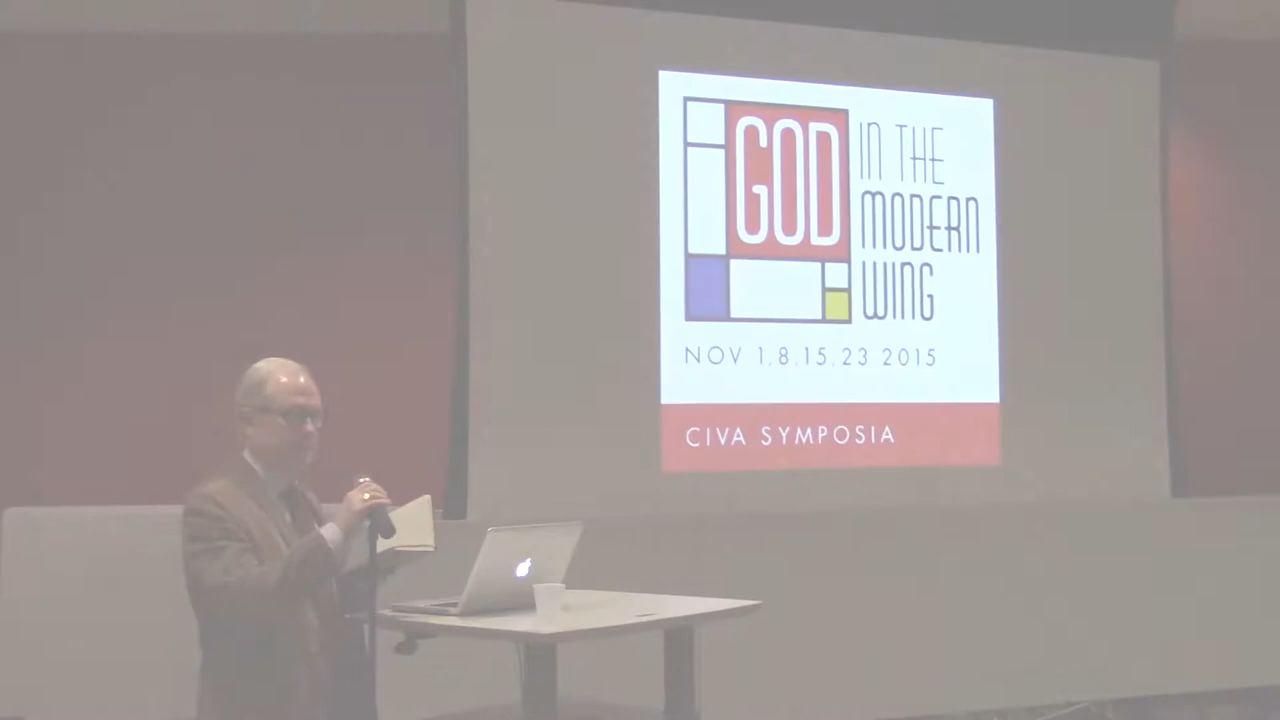 GOD
IN THE
MODERN
WING
NOV 1,8,15,23 2015
CIVA SYMPOSIA